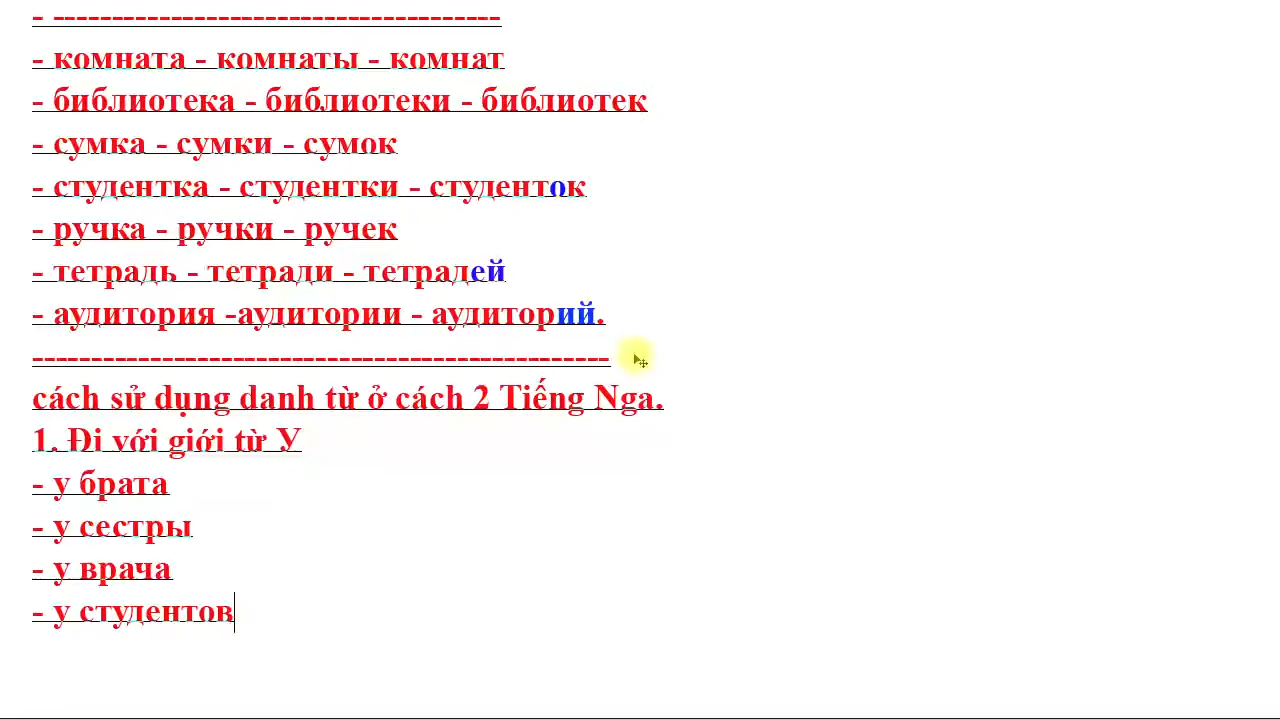 - --------------------------------------
- комната - комнаты - комнат
- библиотека - библиотеки - библиотек
- сумка - сумки - сумок
- студентка - студентки - студенток
- ручка - ручки - ручек
- тетрадь - тетради - тетрадей
- аудитория -аудитории - аудиторий.
-------------------------------------------------
cách sử dụng danh từ ở cách 2 Tiếng Nga.
1. Đi với giới từ У
- у брата
- у сестры
- у врача
- у студентов